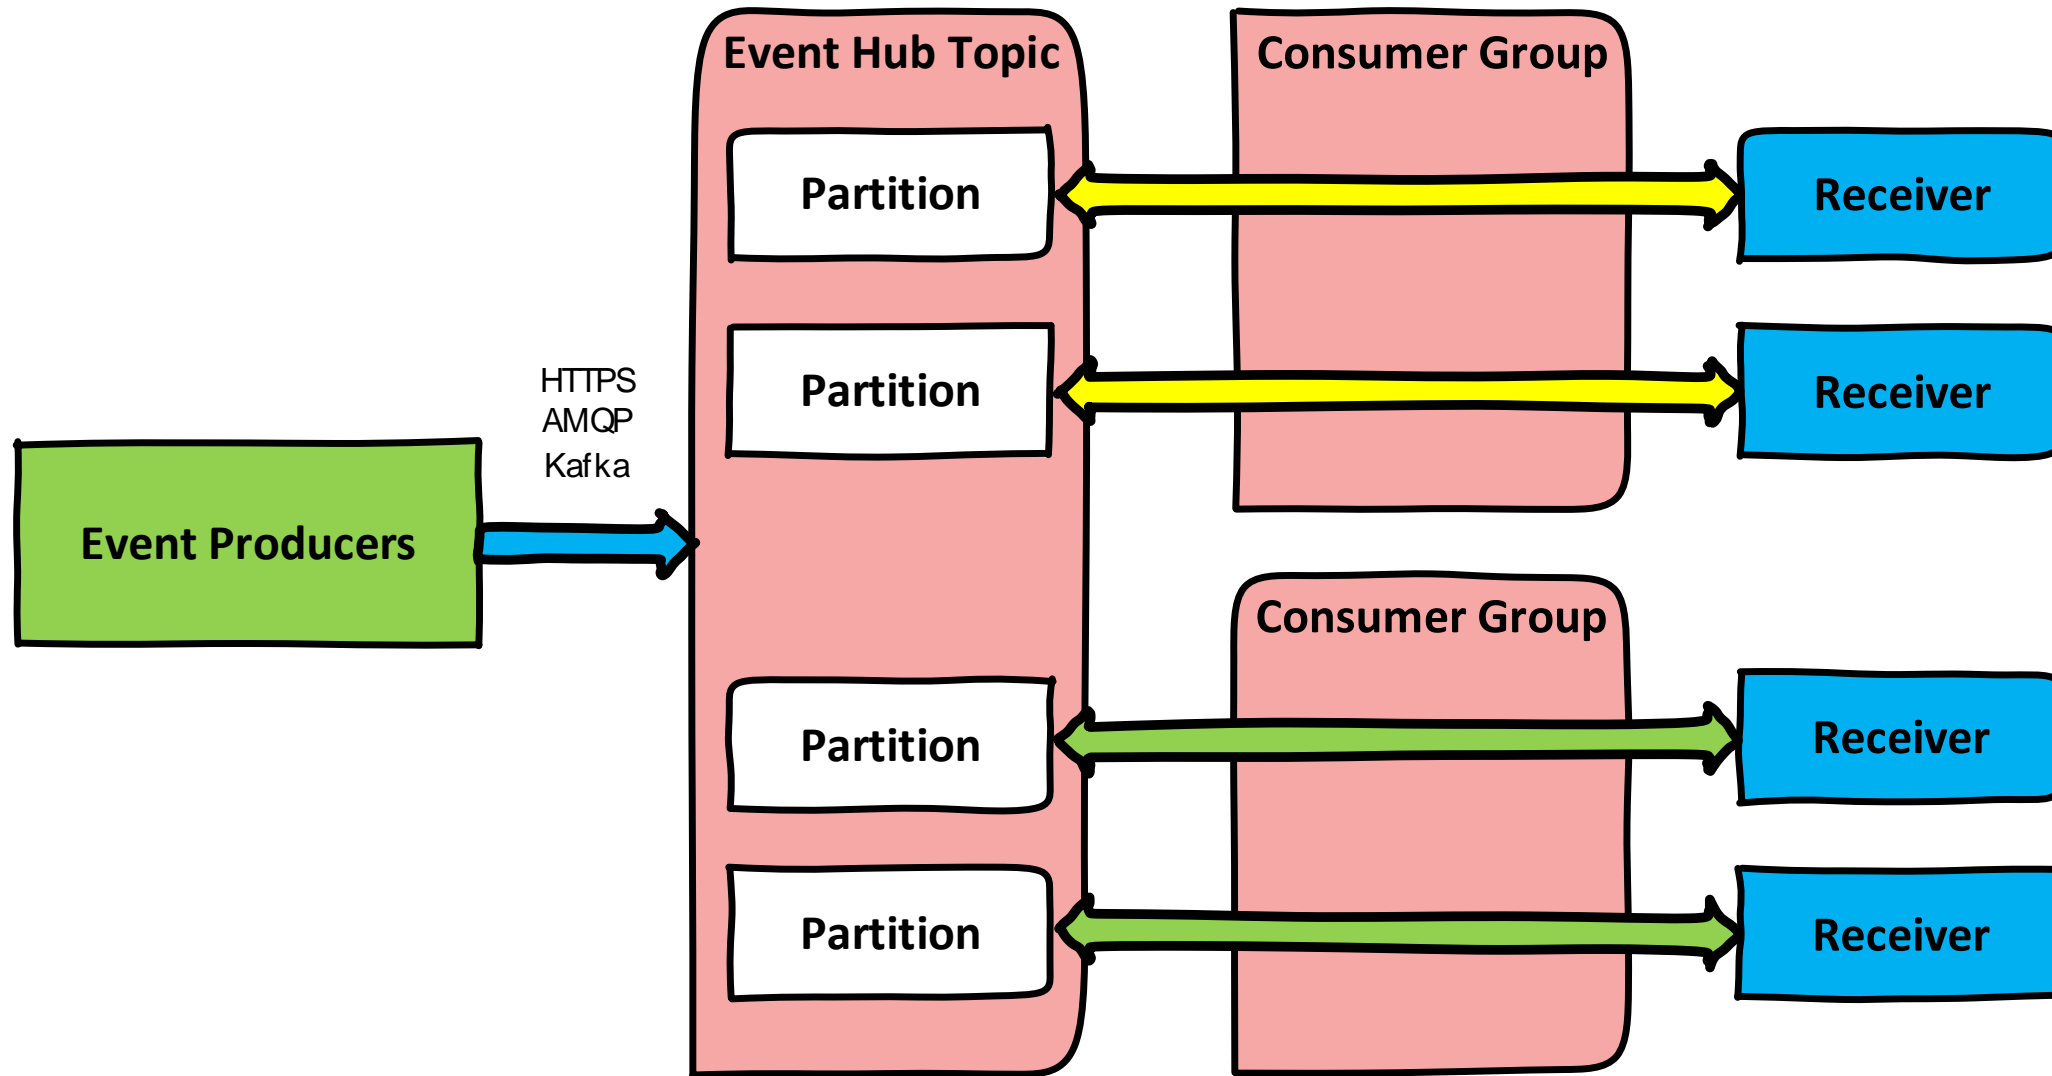 Event Hub Topic
Consumer Group
Partition
Receiver
Partition
Receiver
HTTPS
AMQP
Kafka
Event Producers
Consumer Group
Partition
Receiver
Partition
Receiver